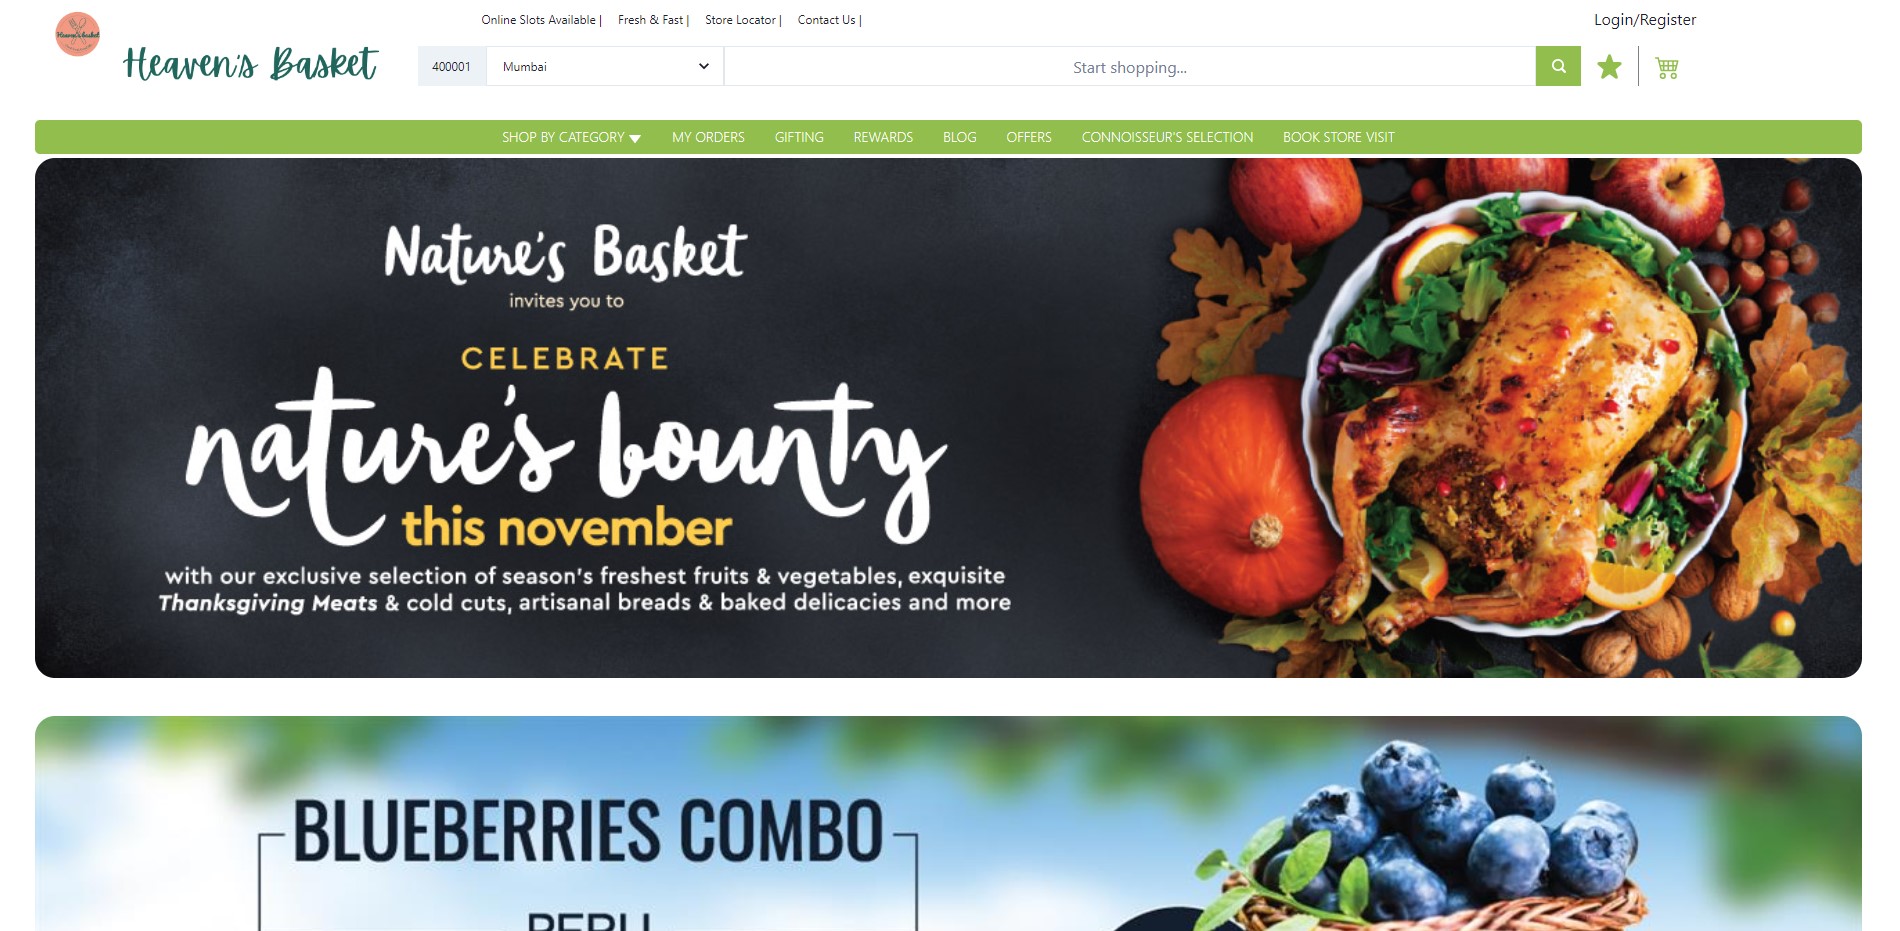 Online Slots Available | Fresh & Fast | Store Locator | Contact Us |
Login/Register
Heaven's Basket
400001 Mumbai Start shopping...
SHOP BY CATEGORY MY ORDERS GIFTING REWARDS BLOG OFFERS CONNOISSEUR'S SELECTION BOOK STORE VISIT
Nature's Basket
invites you to
CELEBRATE
nature's bounty
this november
with our exclusive selection of season's freshest fruits & vegetables, exquisite
Thanksgiving Meats & cold cuts, artisanal breads & baked delicacies and more
BLUEBERRIES COMBO
PERU